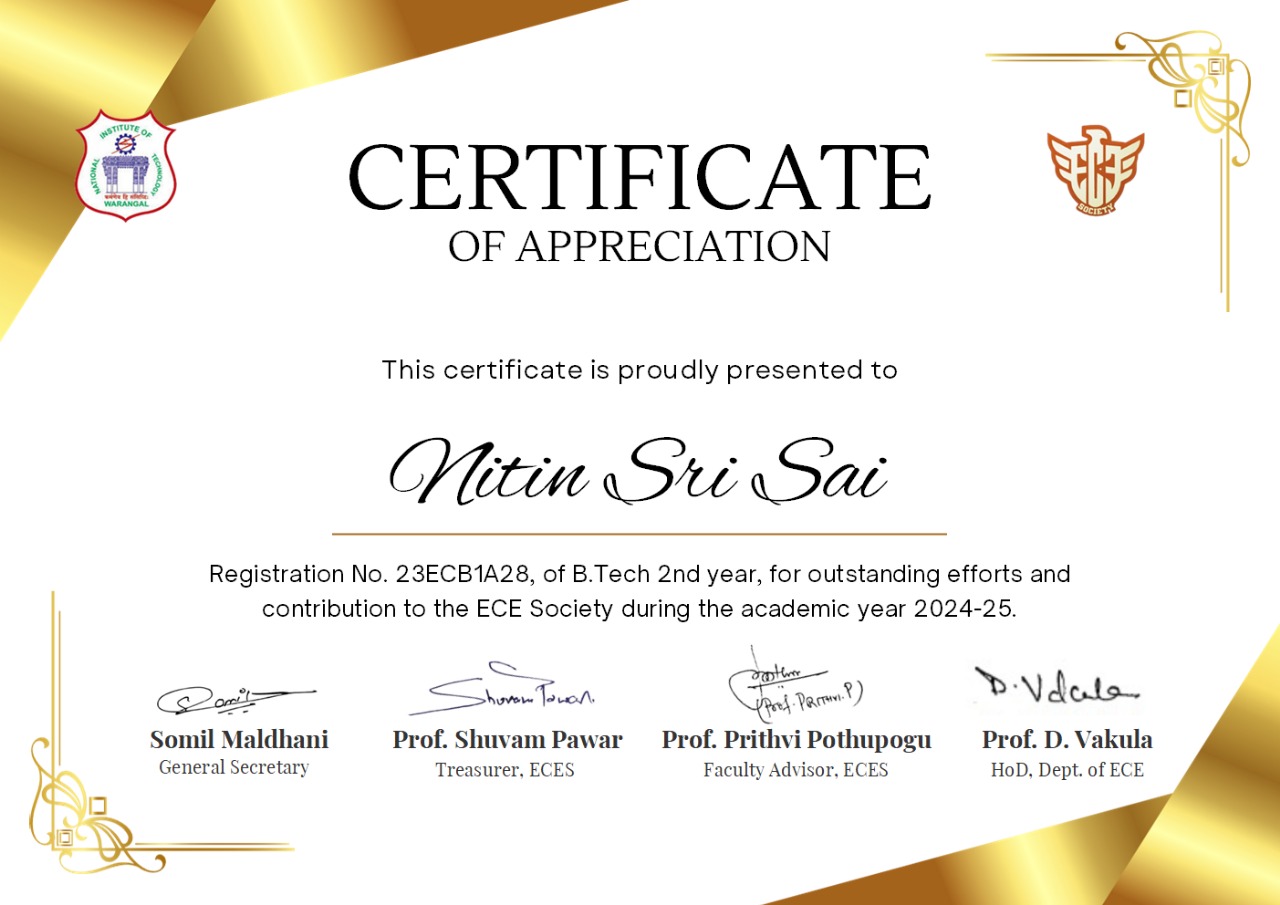 NATIONAL INSTITUTE OF TECHNOLOGY
WARANGAL
ECE
SOCIETY
CERTIFICATE
OF APPRECIATION
This certificate is proudly presented to
Nitin Sri Sai
Registration No. 23ECB1A28, of B.Tech 2nd year, for outstanding efforts and
contribution to the ECE Society during the academic year 2024-25.
Somil
Shuvam Pawar.
(Prof. PRITHVI.P)
D. Vakula
Somil Maldhani
Prof. Shuvam Pawar
Prof. Prithvi Pothupogu
Prof. D. Vakula
General Secretary
Treasurer, ECES
Faculty Advisor, ECES
HoD, Dept. of ECE